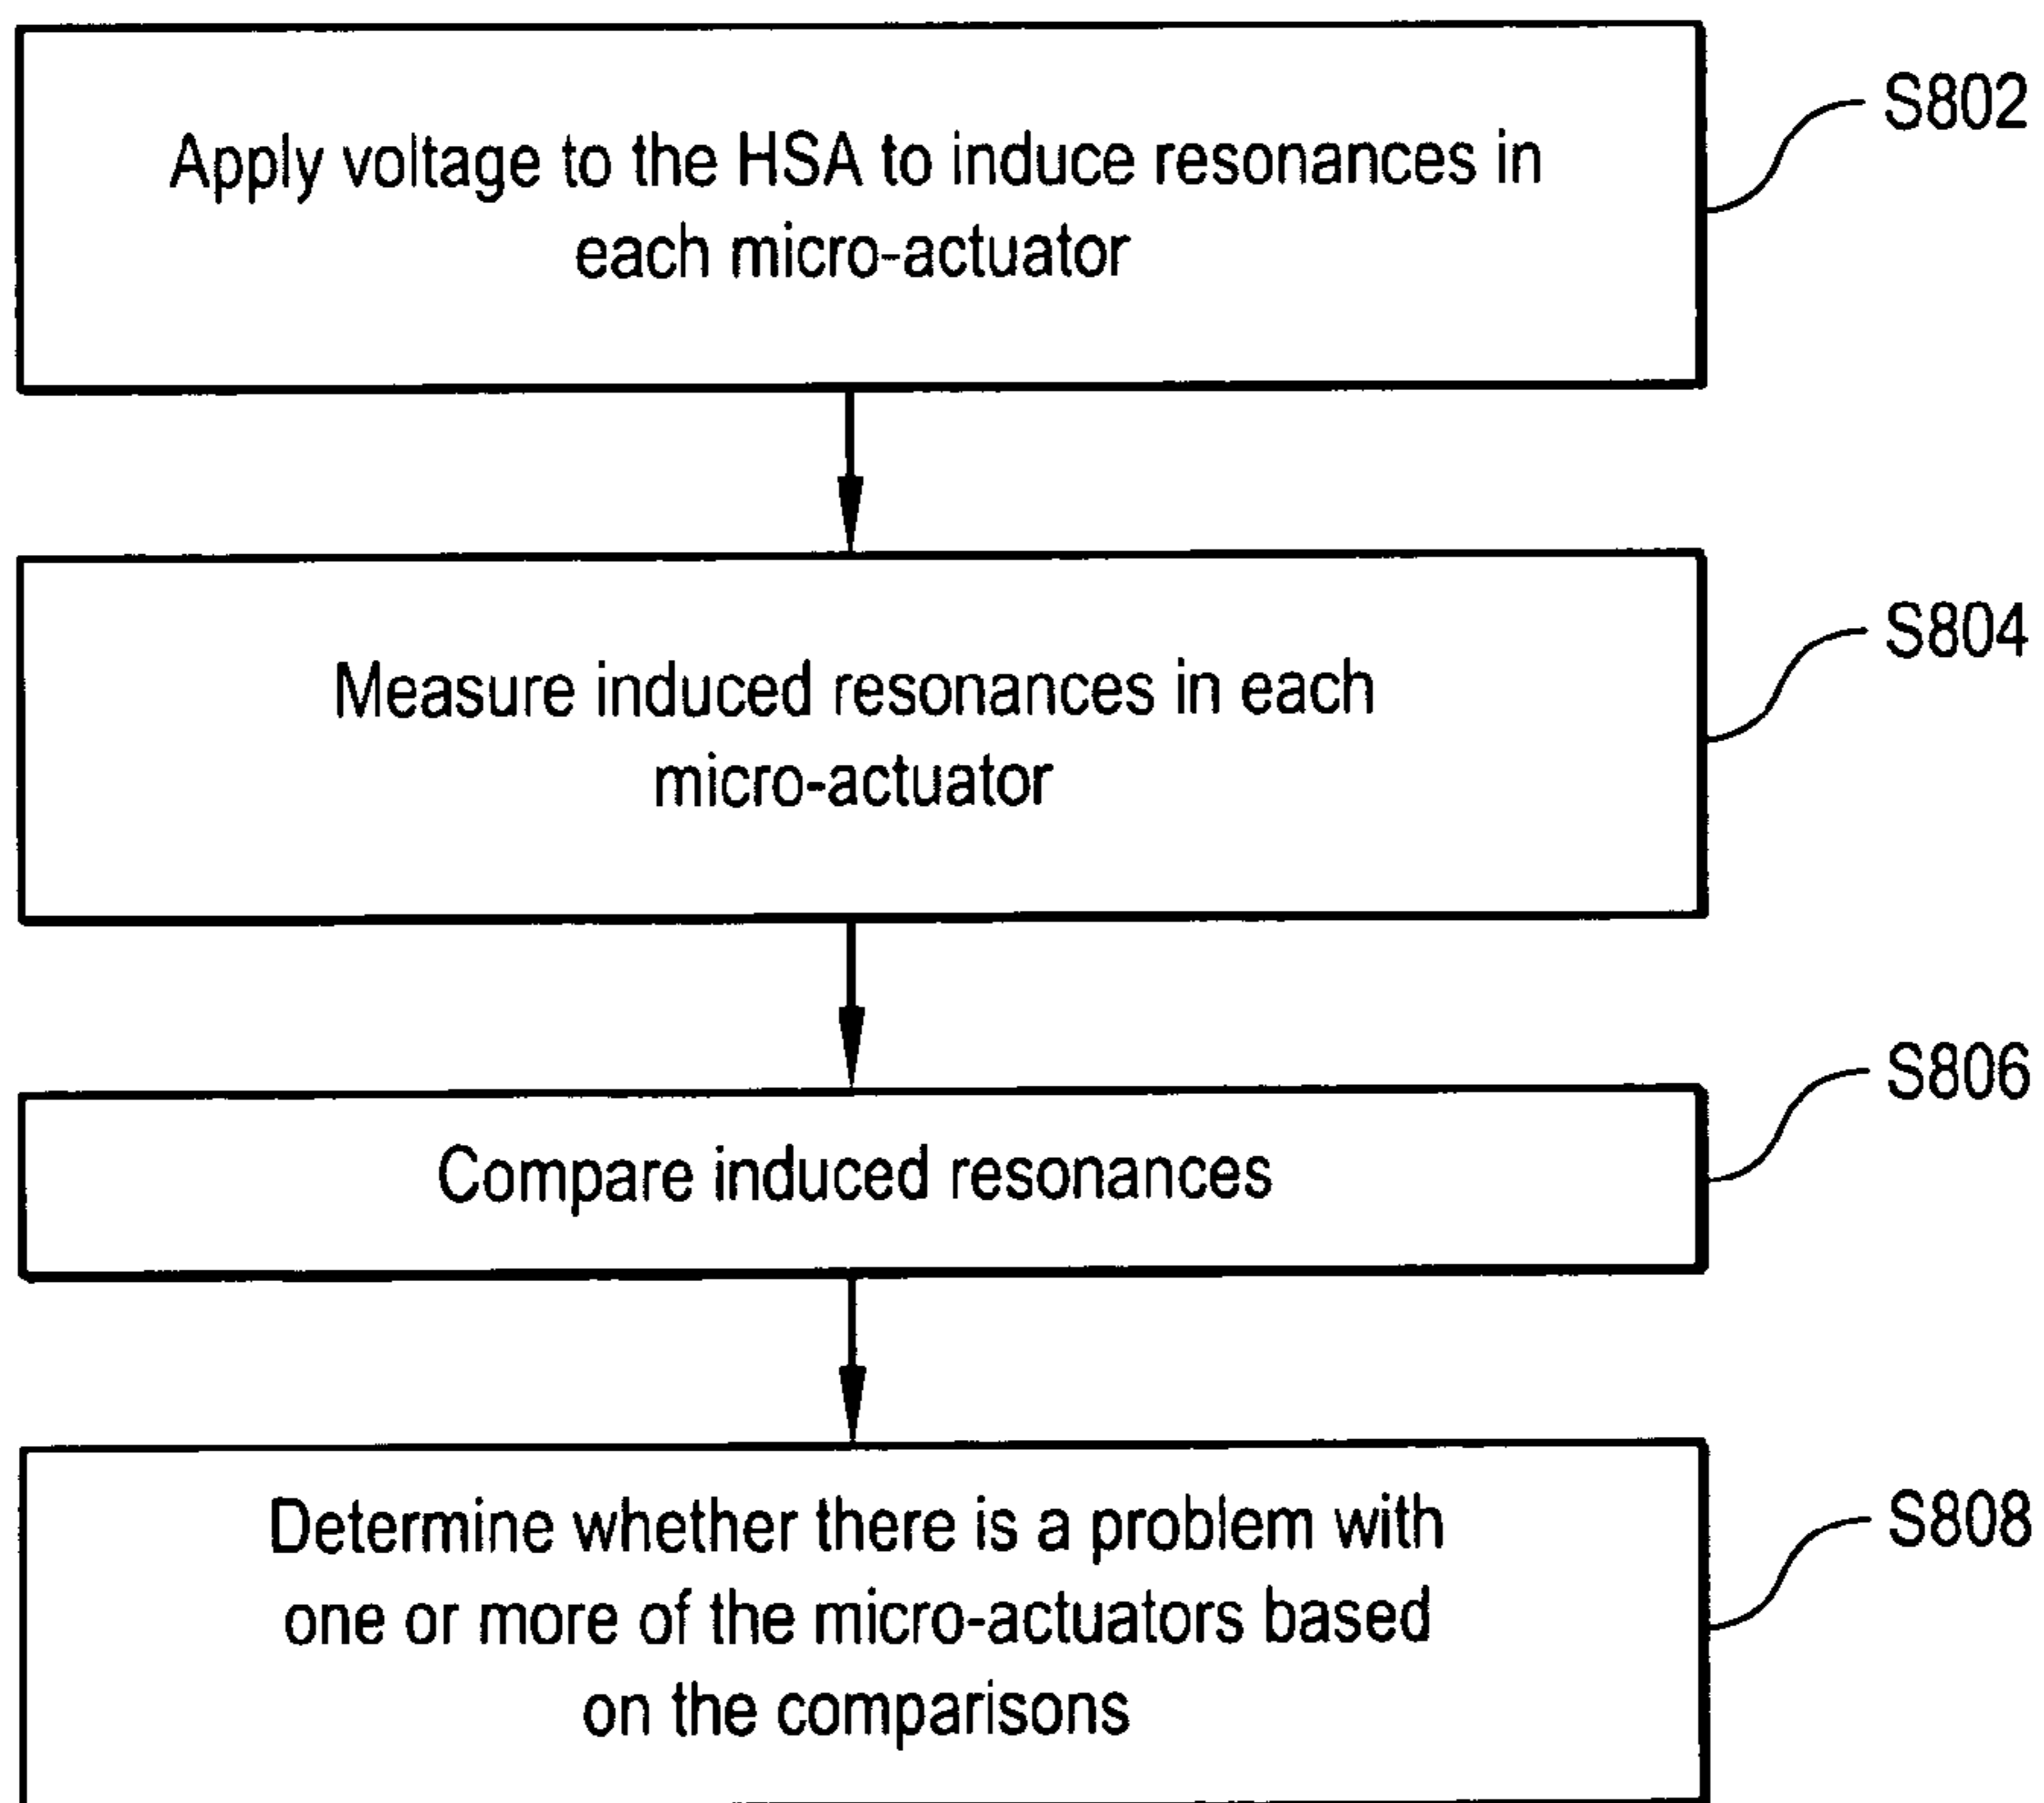 S802
Apply voltage to the HSA to induce resonances in
each micro-actuator
S804
Measure induced resonances in each
micro-actuator
S806
Compare induced resonances
S808
Determine whether there is a problem with
one or more of the micro-actuators based
on the comparisons